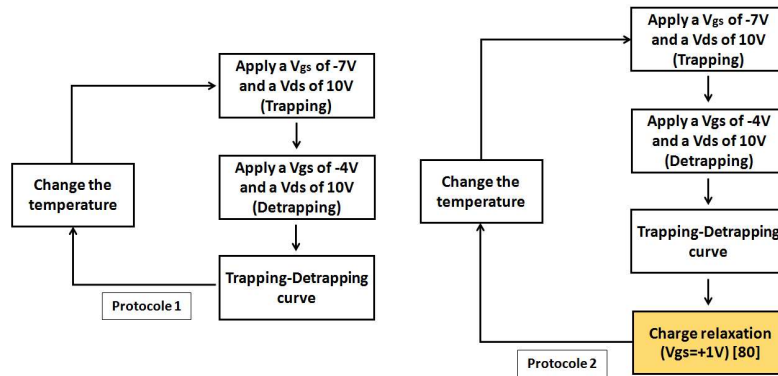 Apply a Vgs of -7V
and a Vds of 10V
(Trapping)
Apply a Vgs of -4V
and a Vds of 10V
(Detrapping)
Change the
temperature
Trapping-Detrapping
curve
Protocole 1
Apply a Vgs of -7V
and a Vds of 10V
(Trapping)
Apply a Vgs of -4V
and a Vds of 10V
(Detrapping)
Change the
temperature
Trapping-Detrapping
curve
Charge relaxation
(Vgs=+1V) [80]
Protocole 2